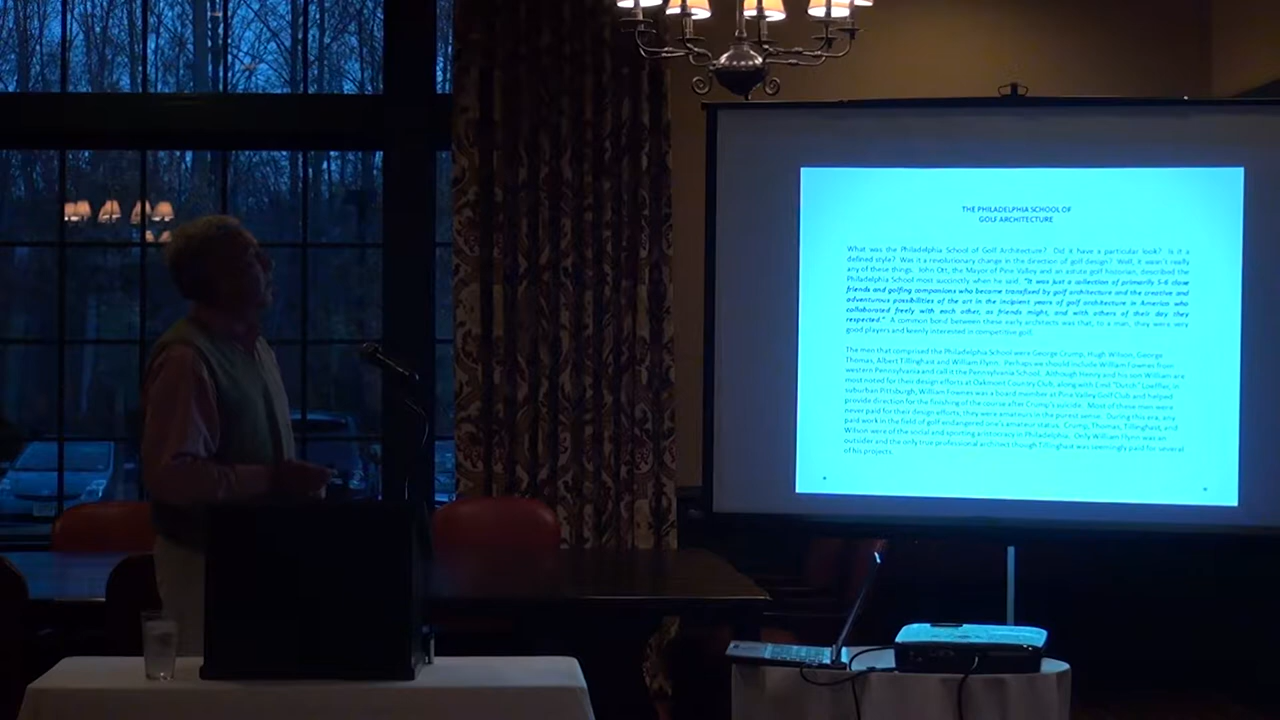 THE PHILADELPHIA SCHOOL OF
GOLF ARCHITECTURE
What was the Philadelphia School of Golf Architecture? Did it have a particular look? Is it a
defined style? Was it a revolutionary change in the direction of golf design? Well, it wasn't really
any of these things. John Ott, the Mayor of Pine Valley and an astute golf historian, described the
Philadelphia School most succinctly when he said, "It was just a collection of primarily 5-6 close
friends and golfing companions who became transfixed by golf architecture and the creative and
adventurous possibilities of the art in the incipient years of golf architecture in America who
collaborated freely with each other, as friends might, and with others of their day they
respected." A common bond between these early architects was that, to a man, they were very
good players and keenly interested in competitive golf.
The men that comprised the Philadelphia School were George Crump, Hugh Wilson, George
Thomas, Albert Tillinghast and William Flynn. Perhaps we should include William Fownes from
western Pennsylvania and call it the Pennsylvania School. Although Henry and his son William are
most noted for their design efforts at Oakmont Country Club, along with Emil "Dutch" Loeffler, in
suburban Pittsburgh, William Fownes was a board member at Pine Valley Golf Club and helped
provide direction for the finishing of the course after Crump's suicide. Most of these men were
never paid for their design efforts, they were amateurs in the purest sense. During this era, any
paid work in the field of golf endangered one's amateur status. Crump, Thomas, Tillinghast, and
Wilson were of the social and sporting aristocracy in Philadelphia. Only William Flynn was an
outsider and the only true professional architect though Tillinghast was seemingly paid for several
of his projects.